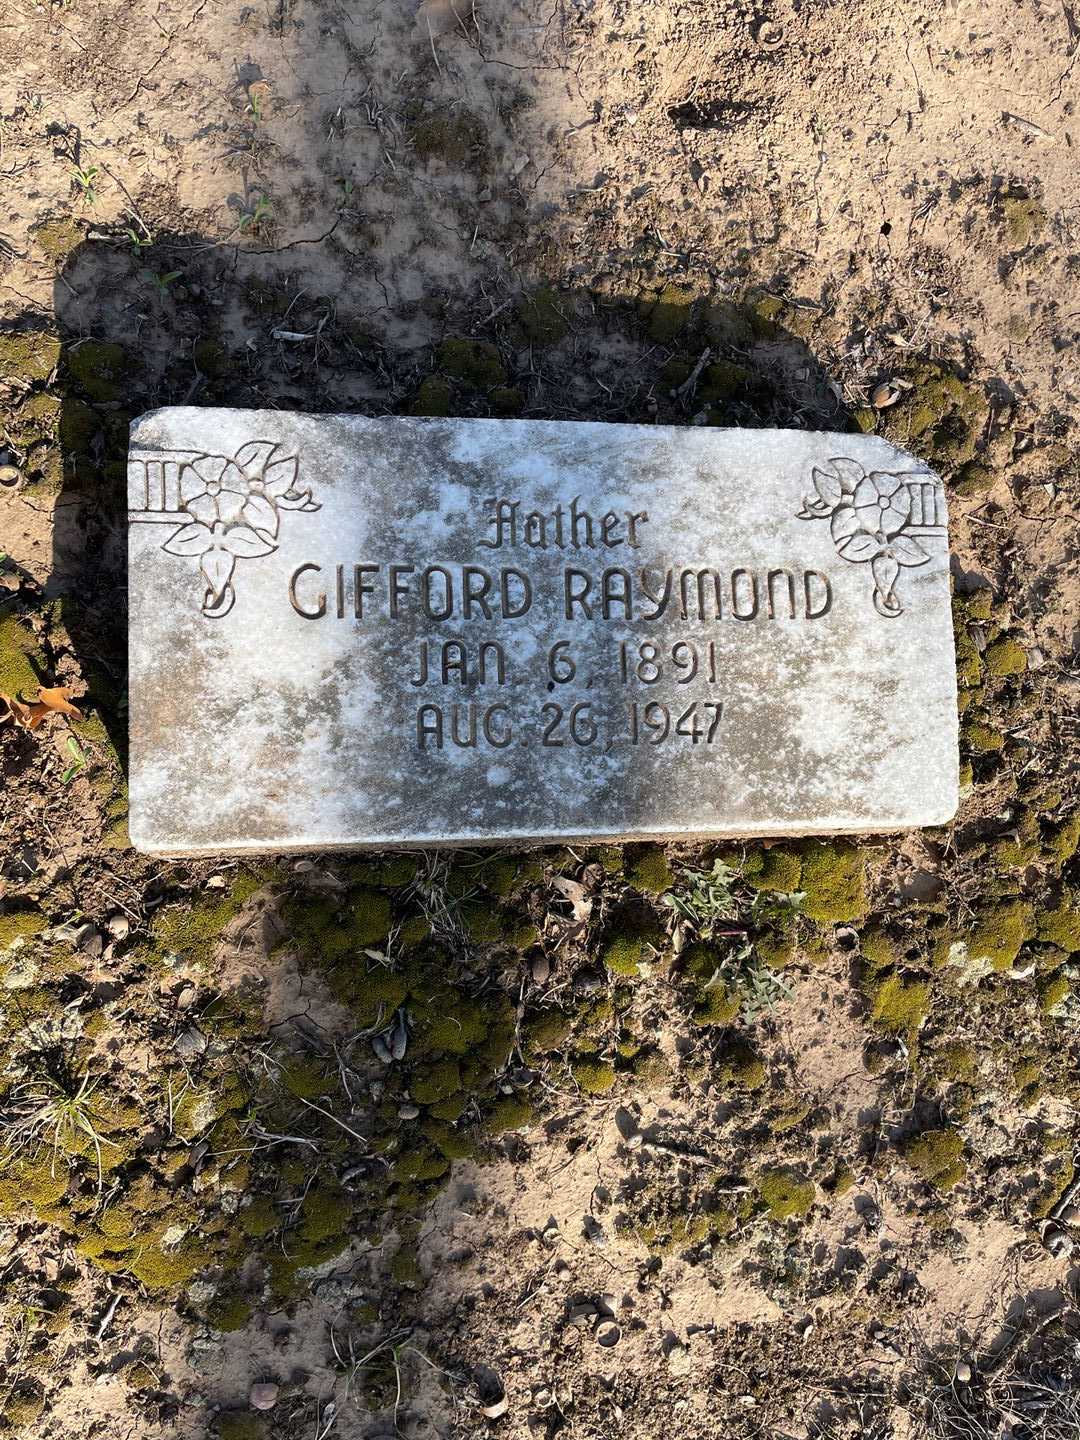 Father
GIFFORD RAYMOND
JAN. 6, 1891
AUG. 26, 1947